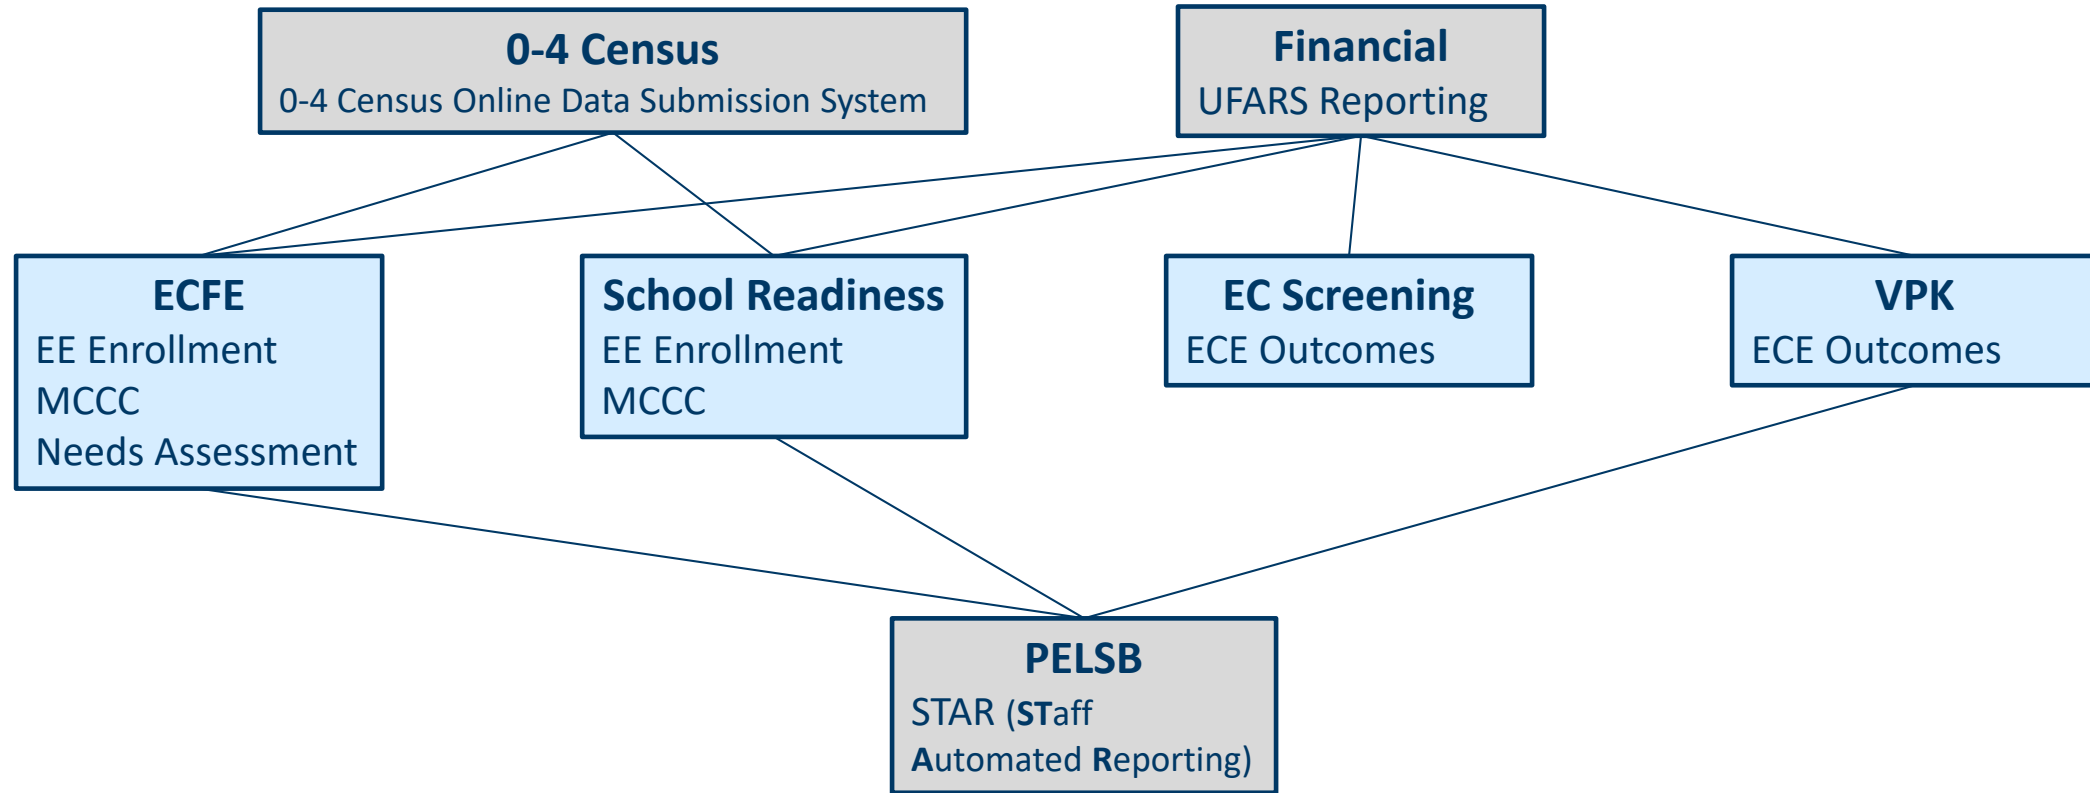 0-4 Census
0-4 Census Online Data Submission System
Financial
UFARS Reporting
ECFE
EE Enrollment
MCCC
Needs Assessment
School Readiness
EE Enrollment
MCCC
EC Screening
ECE Outcomes
VPK
ECE Outcomes
PELSB
STAR (STaff
Automated Reporting)